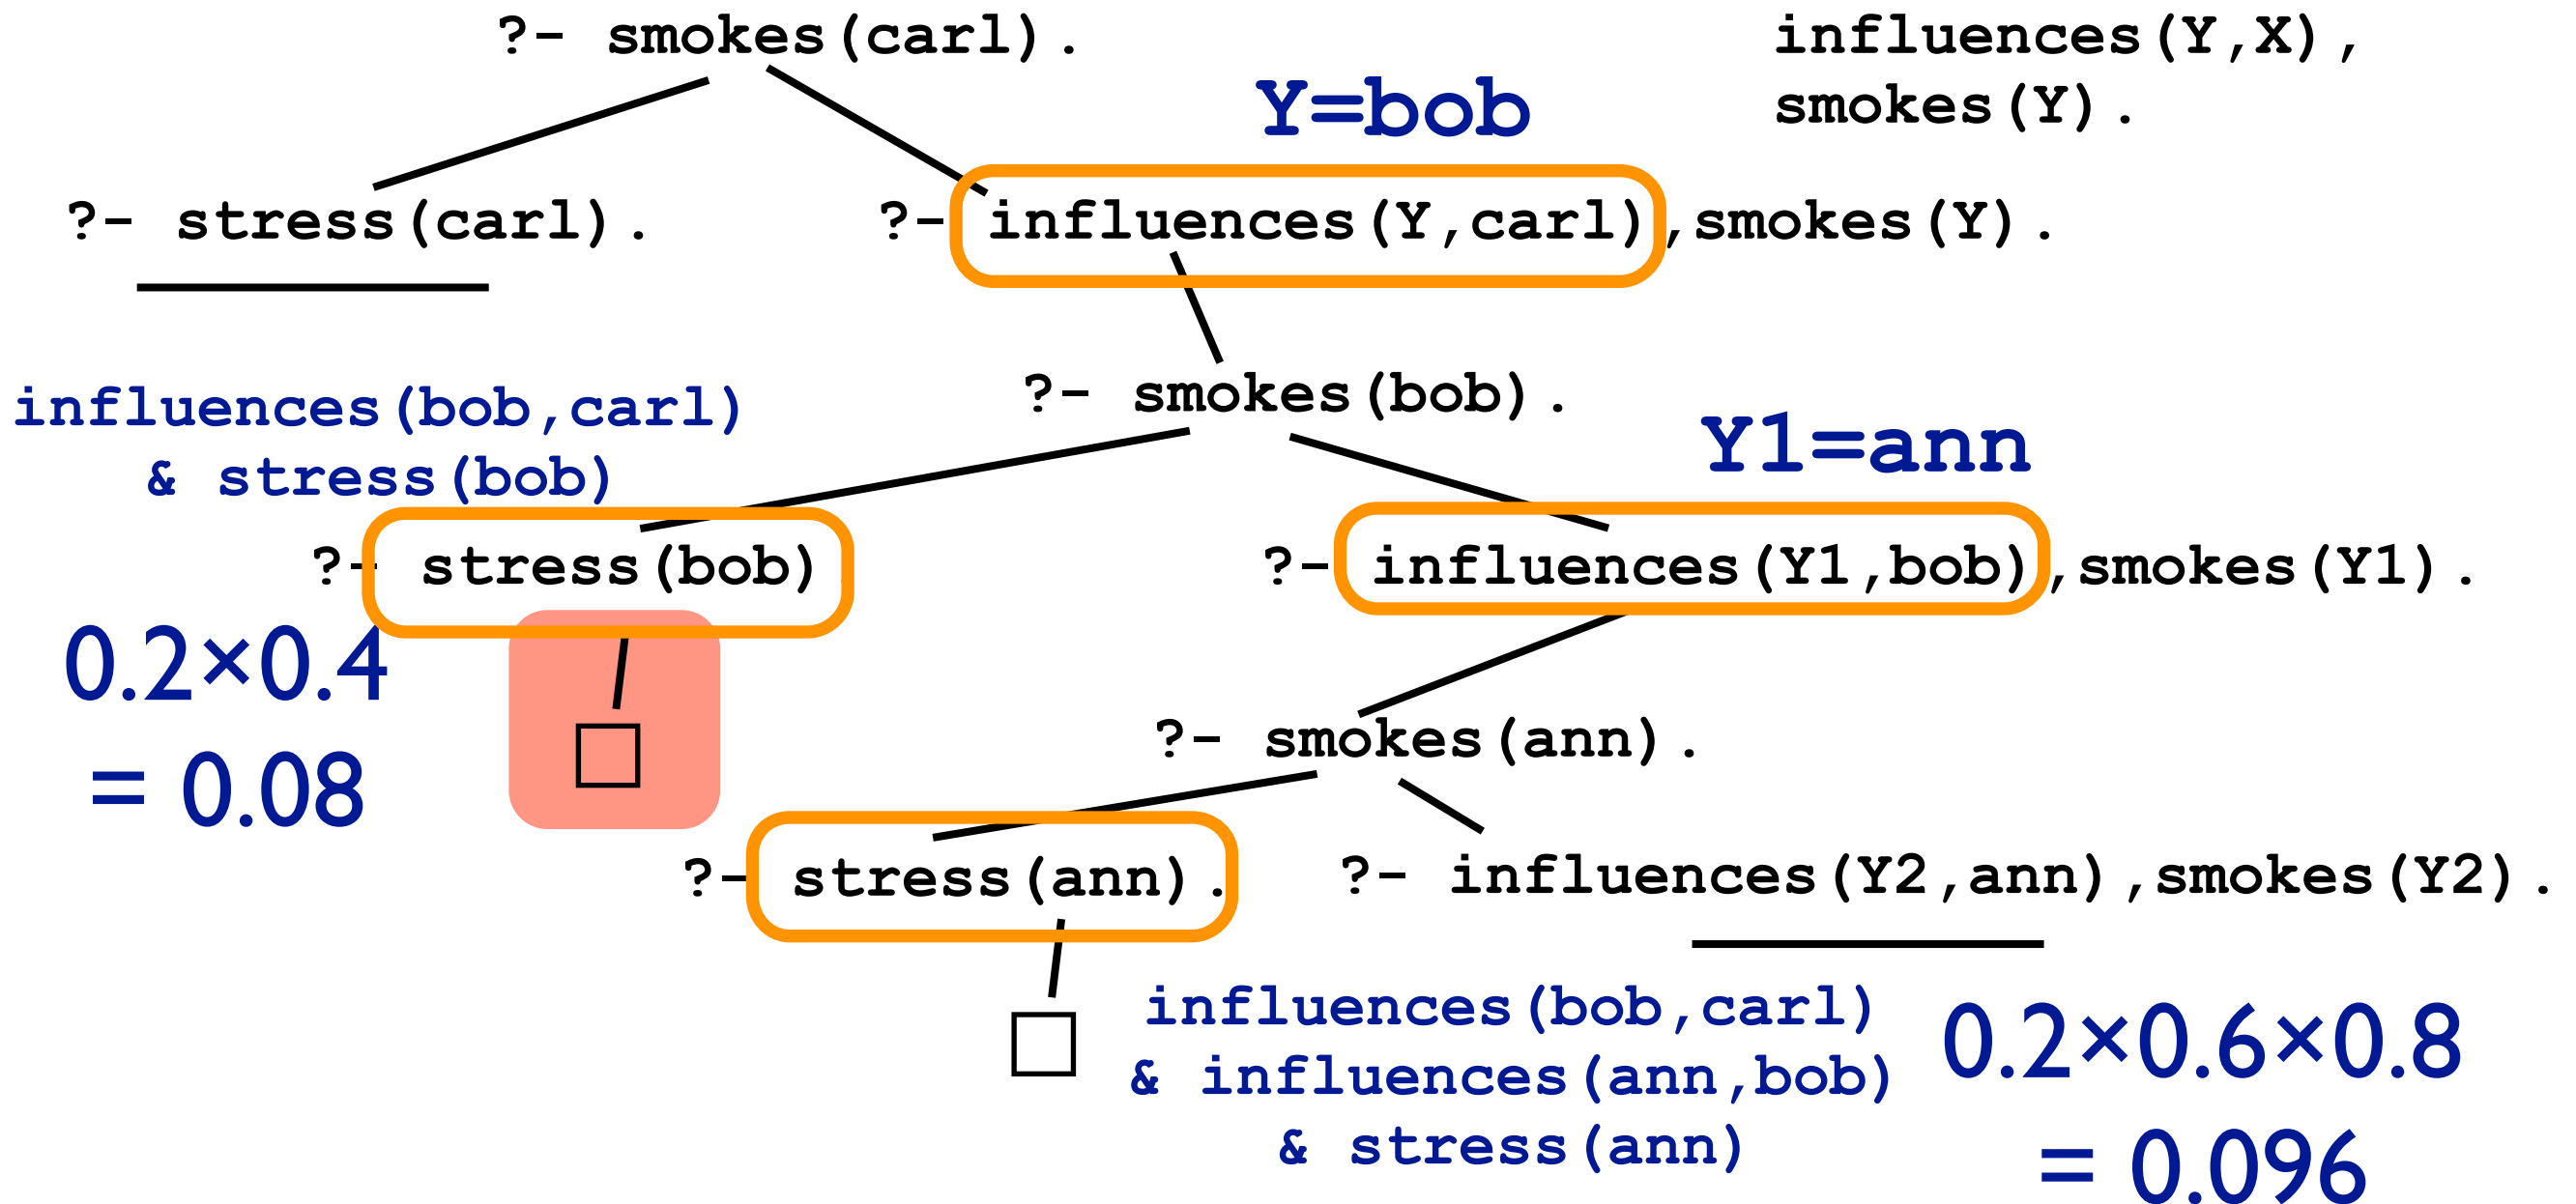 ?- smokes(carl).
influences(Y,X),
smokes(Y).
Y=bob
?- stress(carl).
?- influences(Y,carl),smokes(Y).
?- smokes(bob).
influences(bob,carl)
& stress(bob)
Y1=ann
?- stress(bob)
?- influences(Y1,bob),smokes(Y1).
0.2×0.4
= 0.08
?- smokes(ann).
?- stress(ann).
?- influences(Y2,ann),smokes(Y2).
influences(bob,carl)
& influences(ann,bob)
& stress(ann)
0.2×0.6×0.8
= 0.096